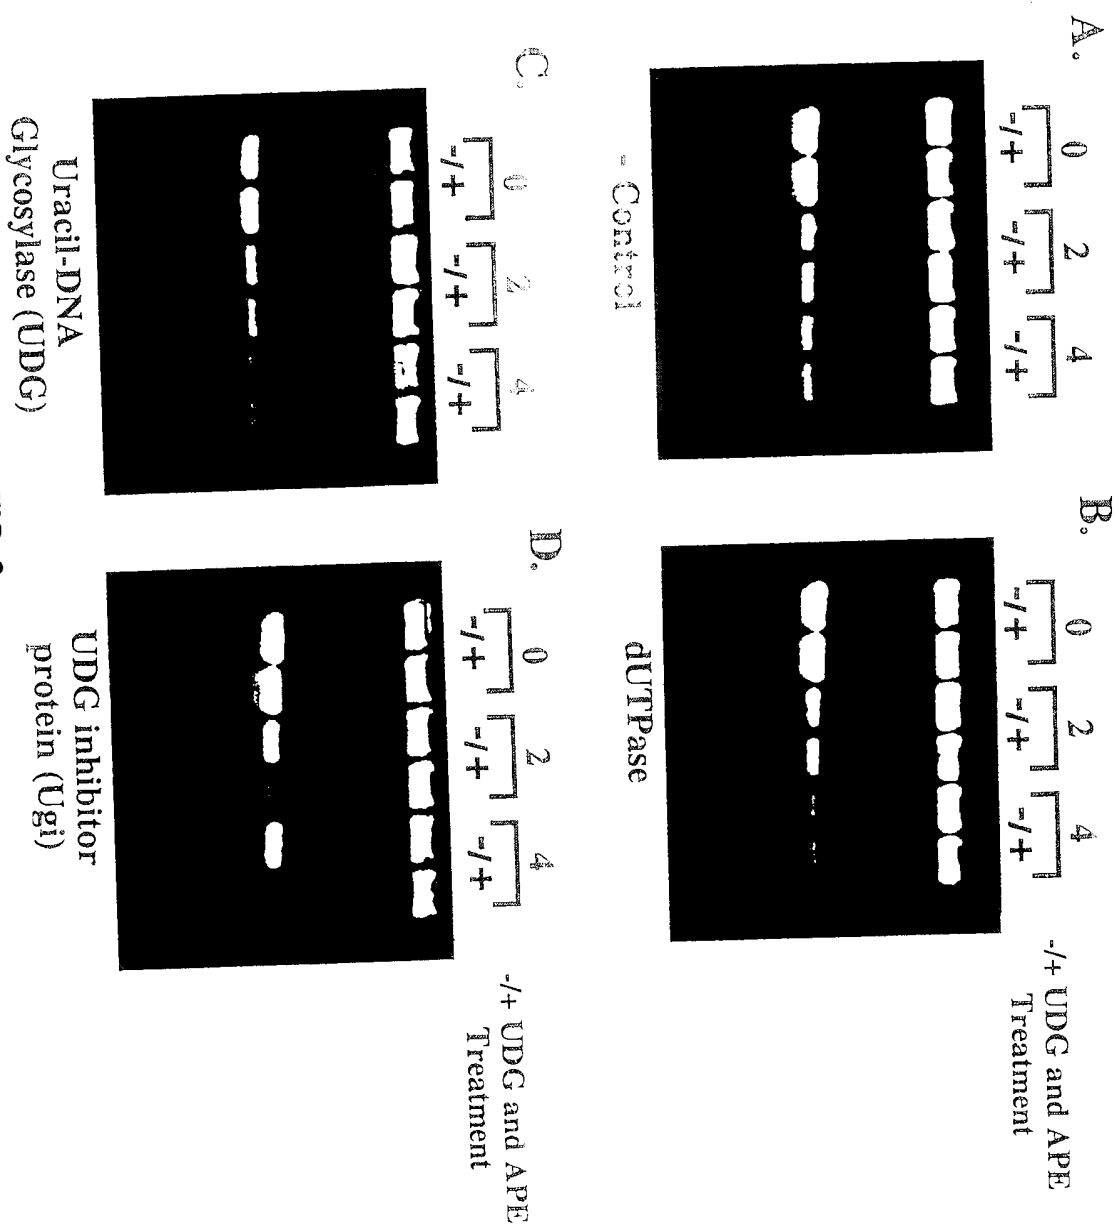 A.
0 2 4
-/+ -/+ -/+
- Control
B.
0 2 4
-/+ -/+ -/+
-/+ UDG and APE
Treatment
dUTPase
C.
0 2 4
-/+ -/+ -/+
Uracil-DNA
Glycosylase (UDG)
D.
0 2 4
-/+ -/+ -/+
-/+ UDG and APE
Treatment
UDG inhibitor
protein (Ugi)